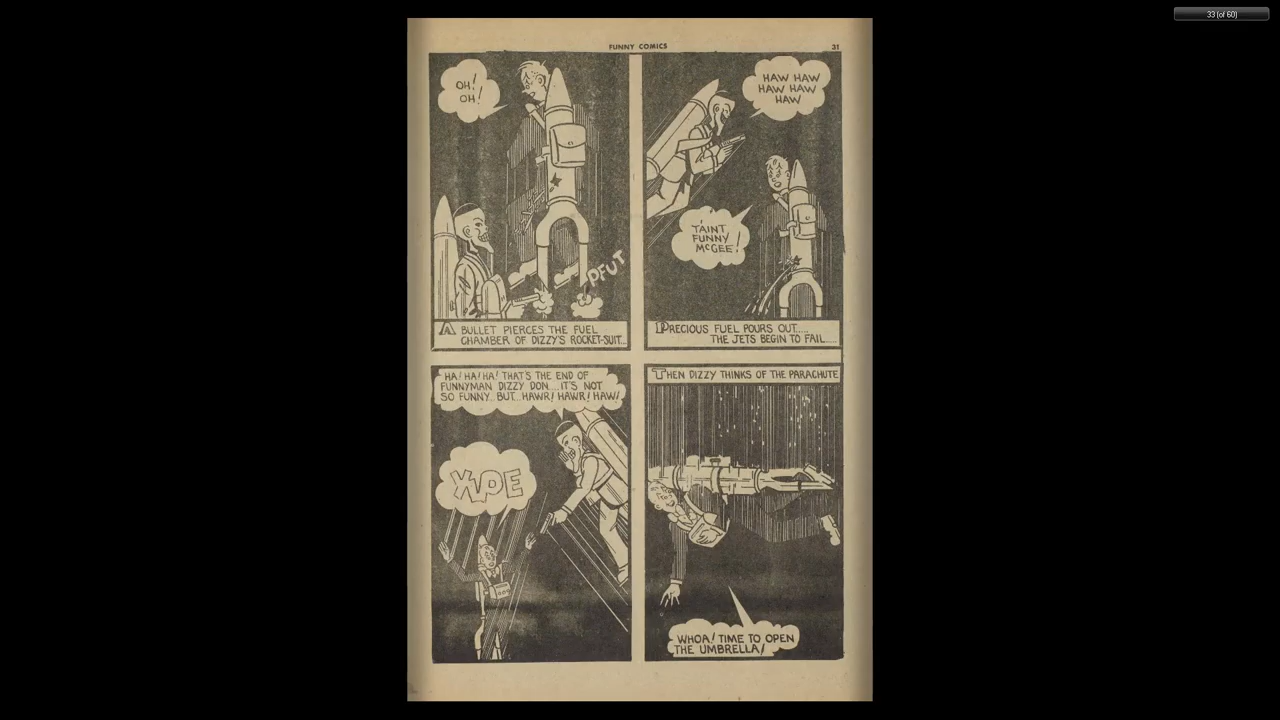 33 (of 60)
FUNNY COMICS
31
OH!
OH!
PFUT
A BULLET PIERCES THE FUEL
CHAMBER OF DIZZY'S ROCKET-SUIT...
HAW HAW
HAW HAW
HAW
'TAINT
FUNNY
McGEE!
PRECIOUS FUEL POURS OUT.....
THE JETS BEGIN TO FAIL....
HA! HA! HA! THAT'S THE END OF
FUNNYMAN DIZZY DON....IT'S NOT
SO FUNNY..BUT..HAWR! HAWR! HAW!
YIPE
THEN DIZZY THINKS OF THE PARACHUTE
WHOA! TIME TO OPEN
THE UMBRELLA!